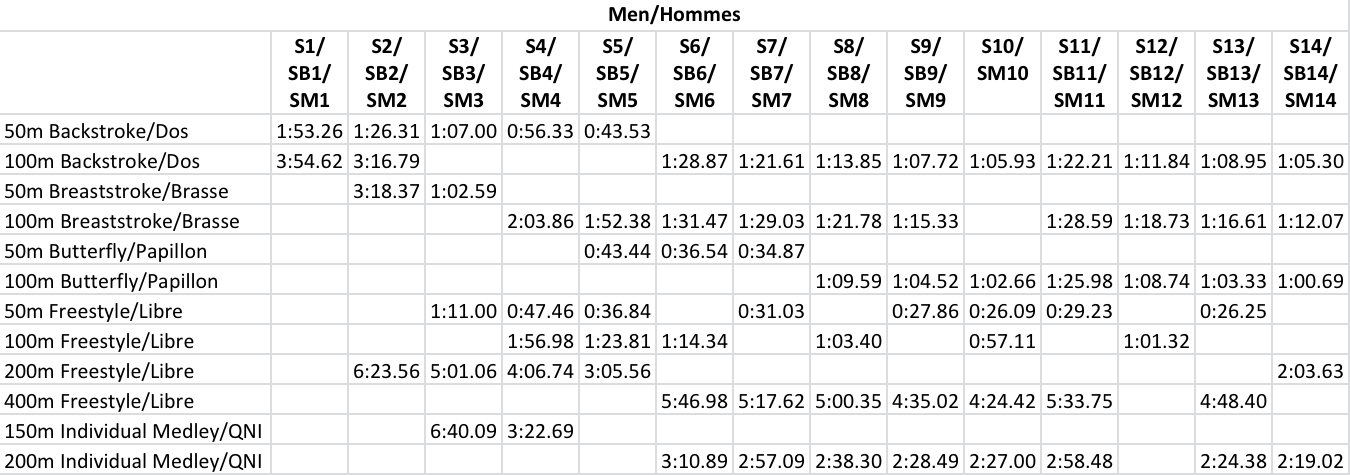 Men/Hommes
S1/ S2/ S3/ S4/ S5/ S6/ S7/ S8/ S9/ S10/ S11/ S12/ S13/ S14/
SB1/ SB2/ SB3/ SB4/ SB5/ SB6/ SB7/ SB8/ SB9/ SM10 SB11/ SB12/ SB13/ SB14/
SM1 SM2 SM3 SM4 SM5 SM6 SM7 SM8 SM9 SM11 SM12 SM13 SM14
50m Backstroke/Dos 1:53.26 1:26.31 1:07.00 0:56.33 0:43.53
100m Backstroke/Dos 3:54.62 3:16.79 1:28.87 1:21.61 1:13.85 1:07.72 1:05.93 1:22.21 1:11.84 1:08.95 1:05.30
50m Breaststroke/Brasse 3:18.37 1:02.59
100m Breaststroke/Brasse 2:03.86 1:52.38 1:31.47 1:29.03 1:21.78 1:15.33 1:28.59 1:18.73 1:16.61 1:12.07
50m Butterfly/Papillon 0:43.44 0:36.54 0:34.87
100m Butterfly/Papillon 1:09.59 1:04.52 1:02.66 1:25.98 1:08.74 1:03.33 1:00.69
50m Freestyle/Libre 1:11.00 0:47.46 0:36.84 0:31.03 0:27.86 0:26.09 0:29.23 0:26.25
100m Freestyle/Libre 1:56.98 1:23.81 1:14.34 1:03.40 0:57.11 1:01.32
200m Freestyle/Libre 6:23.56 5:01.06 4:06.74 3:05.56 2:03.63
400m Freestyle/Libre 5:46.98 5:17.62 5:00.35 4:35.02 4:24.42 5:33.75 4:48.40
150m Individual Medley/QNI 6:40.09 3:22.69
200m Individual Medley/QNI 3:10.89 2:57.09 2:38.30 2:28.49 2:27.00 2:58.48 2:24.38 2:19.02